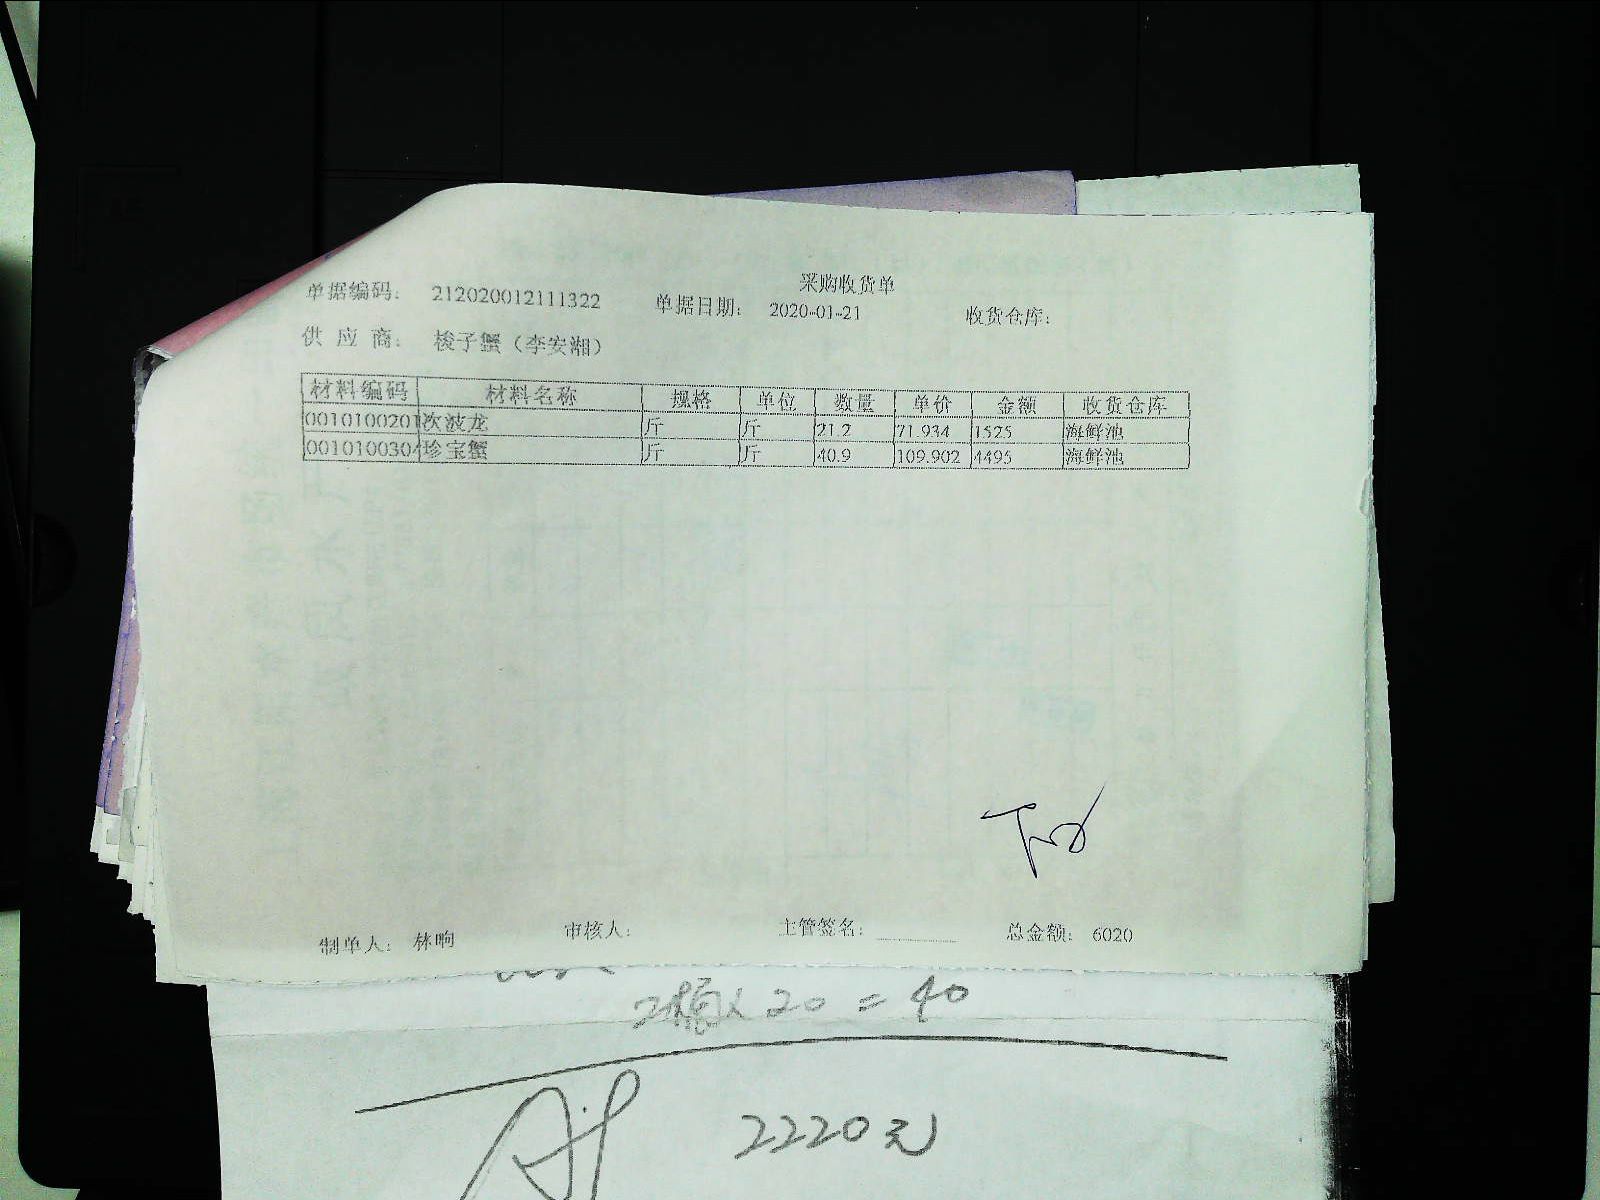 采购收货单
单据编码： 212020012111322 单据日期： 2020-01-21 收货仓库：
供 应 商： 梭子蟹（李安湘）
材料编码 材料名称 规格 单位 数量 单价 金额 收货仓库
0010100201 次波龙 斤 斤 21.2 71.934 1525 海鲜池
001010030 珍宝蟹 斤 斤 40.9 109.902 4495 海鲜池
制单人： 林响 审核人： 主管签名： 总金额： 6020
2桶x 20 = 40
2220元